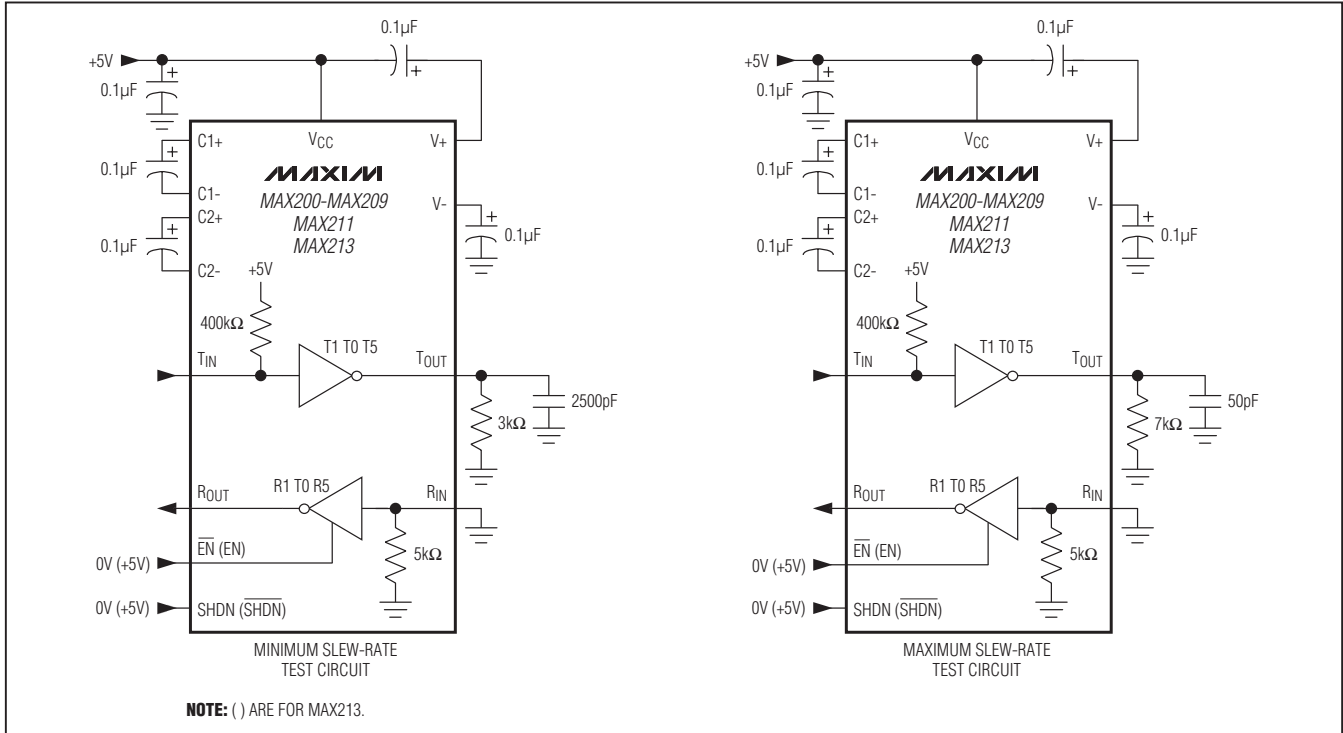 0.1µF
+5V
0.1µF
C1+
VCC
V+
0.1µF
MAXIM
C1-
MAX200-MAX209
C2+
MAX211
V-
0.1µF
MAX213
0.1µF
C2-
+5V
400kΩ
T1 TO T5
TIN
TOUT
2500pF
3kΩ
ROUT
R1 TO R5
RIN
EN (EN)
0V (+5V)
5kΩ
0V (+5V)
SHDN (SHDN)
MINIMUM SLEW-RATE
TEST CIRCUIT
0.1µF
+5V
0.1µF
C1+
VCC
V+
0.1µF
MAXIM
C1-
MAX200-MAX209
C2+
MAX211
V-
0.1µF
MAX213
0.1µF
C2-
+5V
400kΩ
T1 TO T5
TIN
TOUT
50pF
7kΩ
ROUT
R1 TO R5
RIN
EN (EN)
0V (+5V)
5kΩ
0V (+5V)
SHDN (SHDN)
MAXIMUM SLEW-RATE
TEST CIRCUIT
NOTE: ( ) ARE FOR MAX213.